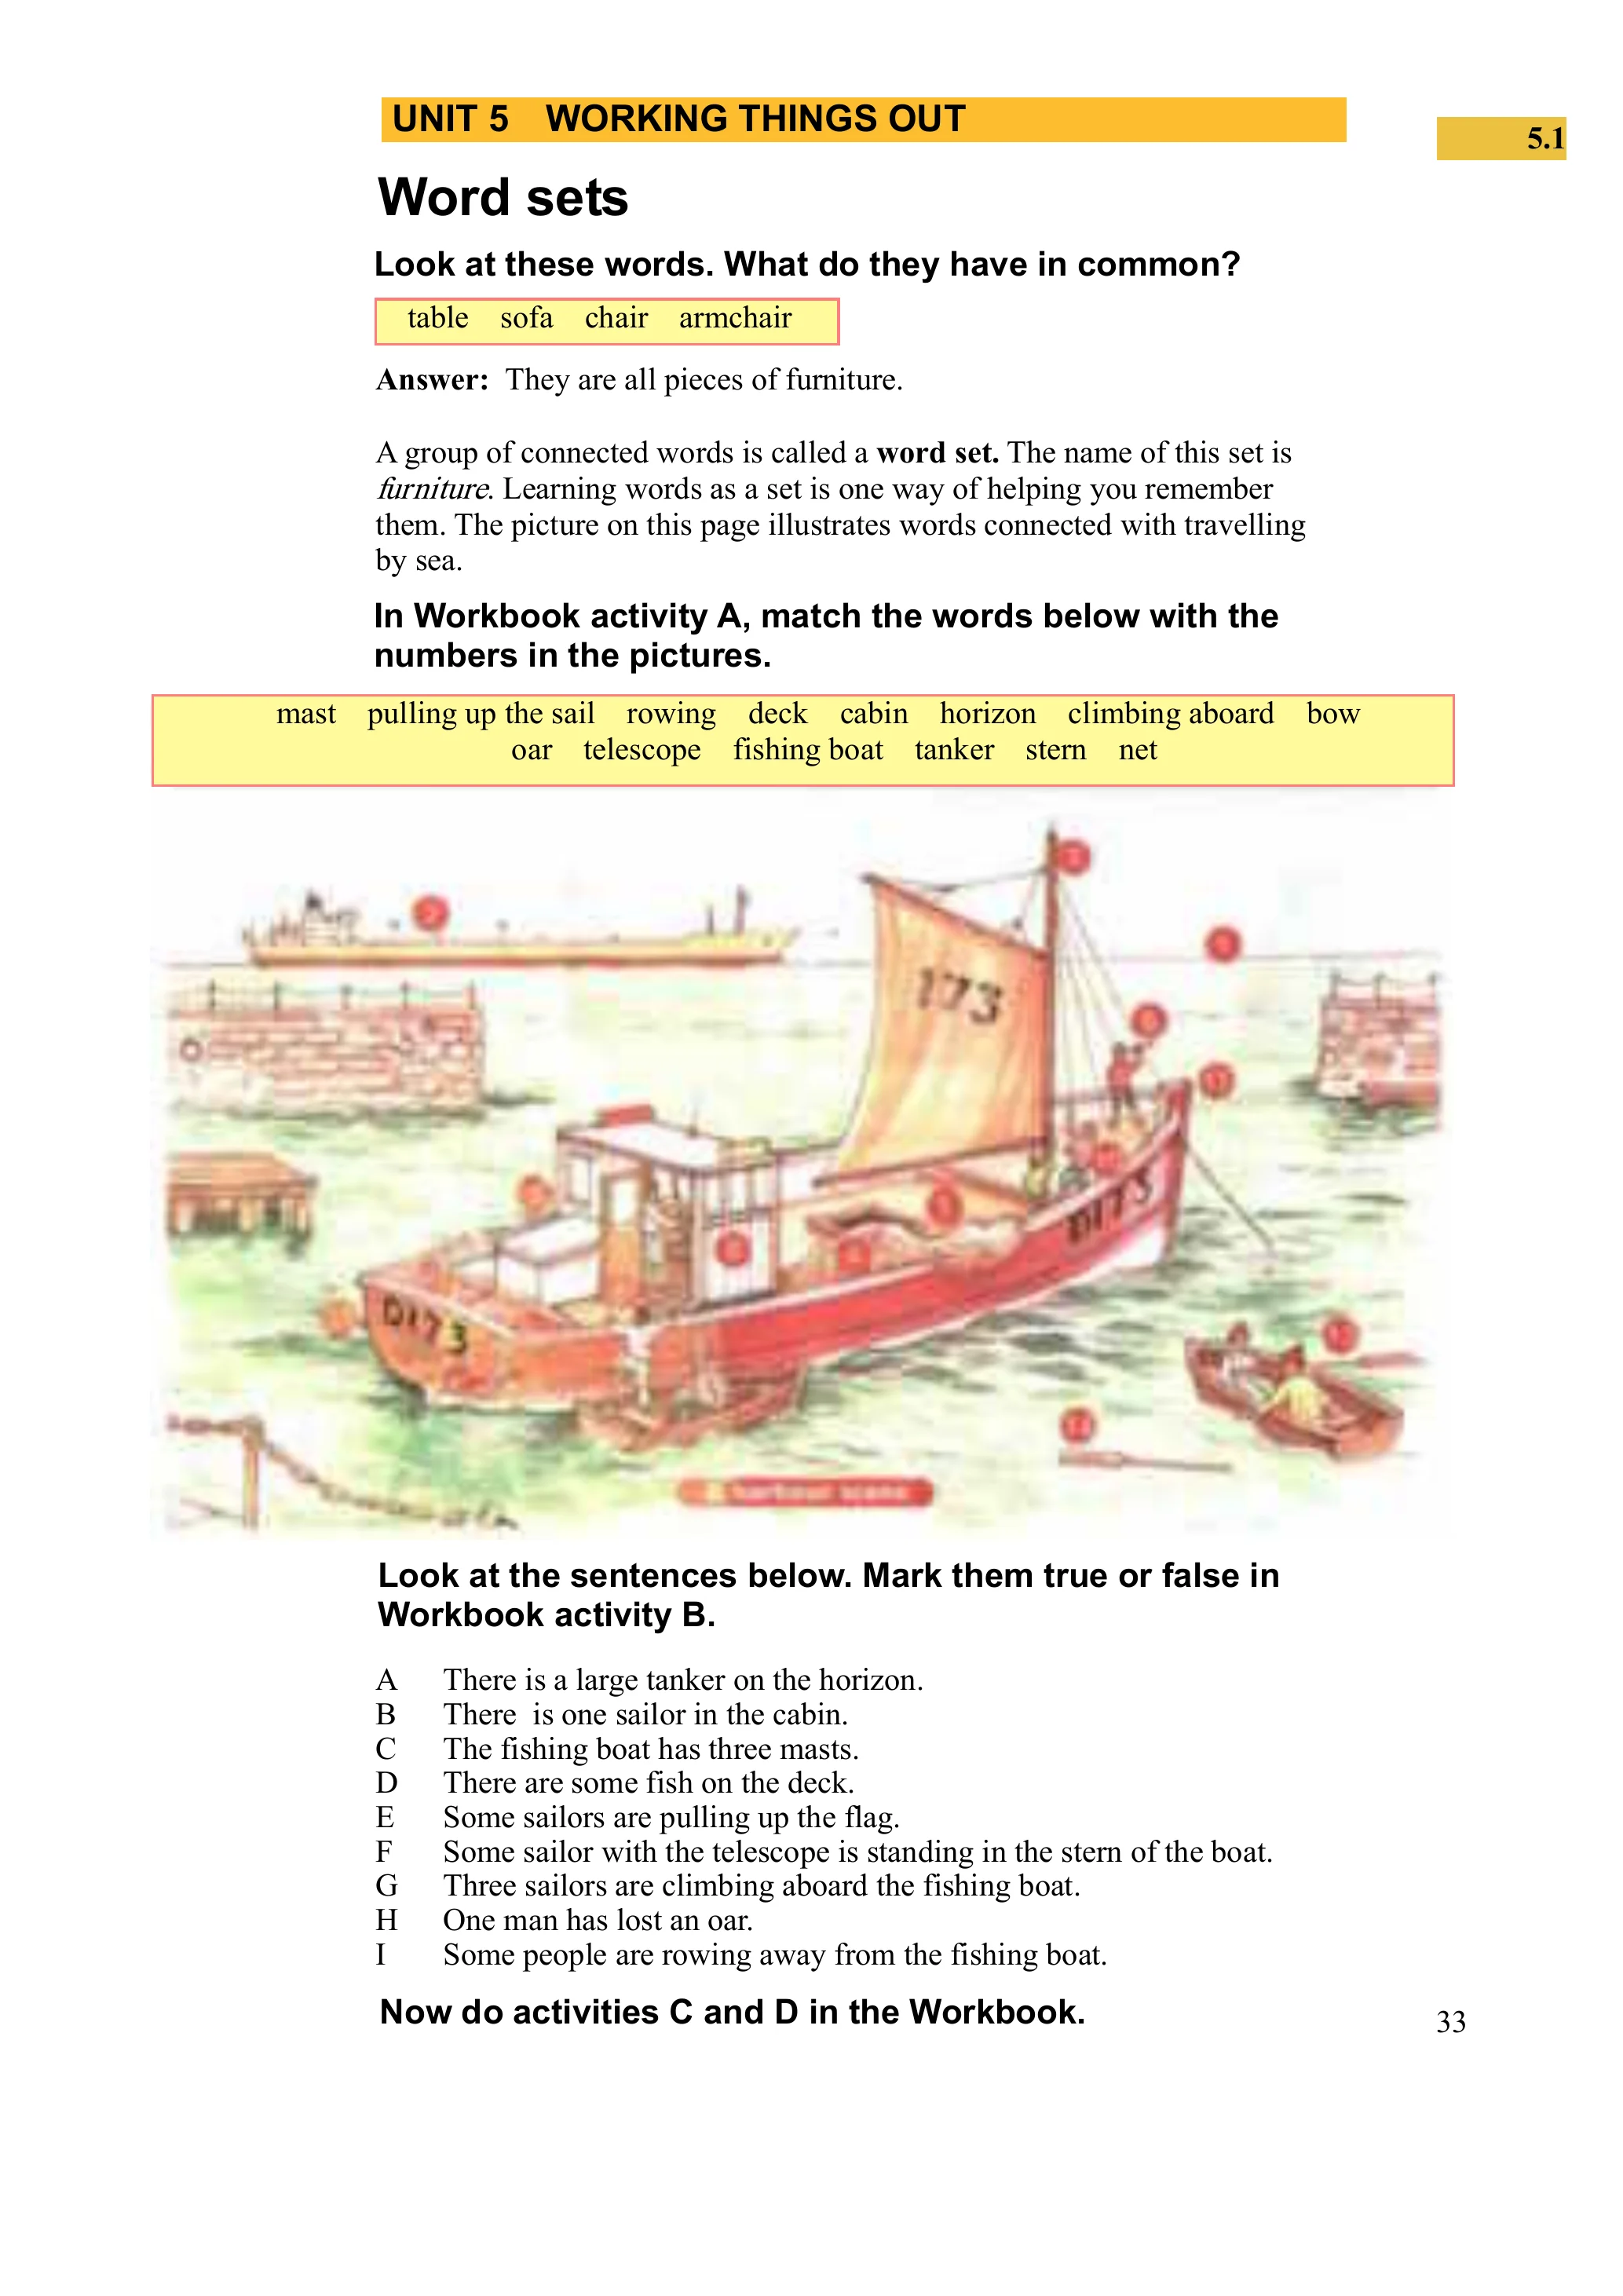 UNIT 5 WORKING THINGS OUT
5.1
Word sets
Look at these words. What do they have in common?
table sofa chair armchair
Answer: They are all pieces of furniture.
A group of connected words is called a word set. The name of this set is
furniture. Learning words as a set is one way of helping you remember
them. The picture on this page illustrates words connected with travelling
by sea.
In Workbook activity A, match the words below with the
numbers in the pictures.
mast pulling up the sail rowing deck cabin horizon climbing aboard bow
oar telescope fishing boat tanker stern net
173
D173
D173
harbour scene
Look at the sentences below. Mark them true or false in
Workbook activity B.
A There is a large tanker on the horizon.
B There is one sailor in the cabin.
C The fishing boat has three masts.
D There are some fish on the deck.
E Some sailors are pulling up the flag.
F Some sailor with the telescope is standing in the stern of the boat.
G Three sailors are climbing aboard the fishing boat.
H One man has lost an oar.
I Some people are rowing away from the fishing boat.
Now do activities C and D in the Workbook.
33